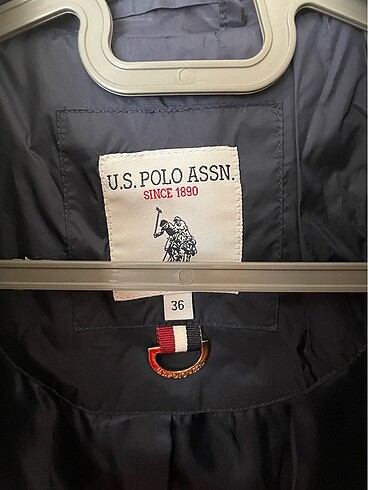 U.S. POLO ASSN.
SINCE 1890
36